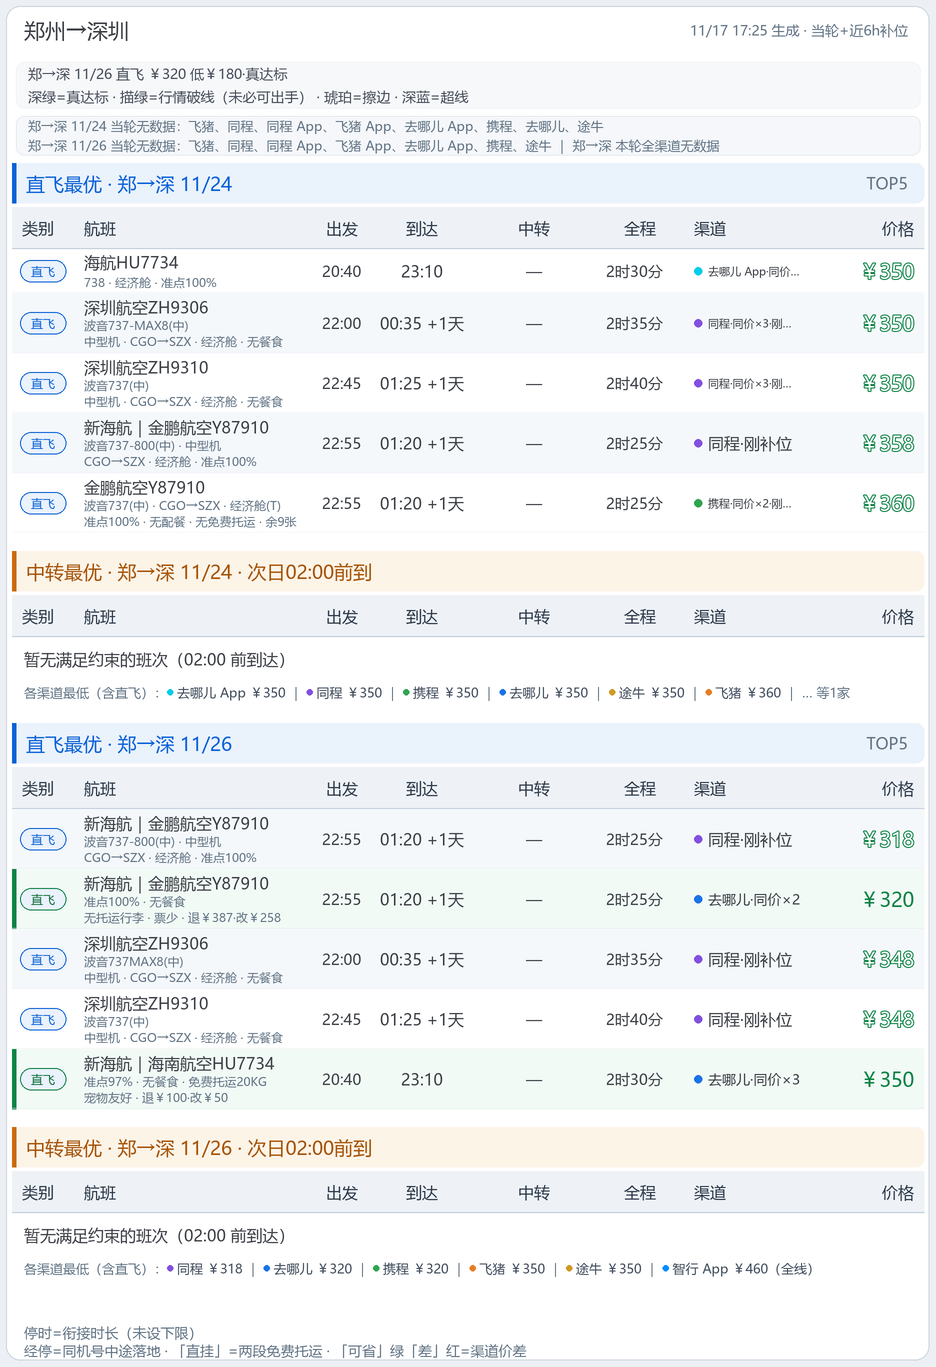 郑州→深圳
11/17 17:25 生成 · 当轮+近6h补位
郑→深 11/26 直飞 ￥320 低￥180·真达标
深绿=真达标 · 描绿=行情破线（未必可出手） · 琥珀=擦边 · 深蓝=超线
郑→深 11/24 当轮无数据：飞猪、同程、同程 App、飞猪 App、去哪儿 App、携程、去哪儿、途牛
郑→深 11/26 当轮无数据：飞猪、同程、同程 App、飞猪 App、去哪儿 App、携程、途牛 ｜ 郑→深 本轮全渠道无数据
直飞最优 · 郑→深 11/24 TOP5
类别 航班 出发 到达 中转 全程 渠道 价格
海航HU7734
直飞 20:40 23:10 — 2时30分 去哪儿 App·同价... ￥350
738 · 经济舱 · 准点100%
深圳航空ZH9306
直飞 波音737-MAX8(中) 22:00 00:35 +1天 — 2时35分 同程·同价×3·刚... ￥350
中型机 · CGO→SZX · 经济舱 · 无餐食
深圳航空ZH9310
直飞 波音737(中) 22:45 01:25 +1天 — 2时40分 同程·同价×3·刚... ￥350
中型机 · CGO→SZX · 经济舱 · 无餐食
新海航｜金鹏航空Y87910
直飞 波音737-800(中) · 中型机 22:55 01:20 +1天 — 2时25分 同程·刚补位 ￥358
CGO→SZX · 经济舱 · 准点100%
金鹏航空Y87910
直飞 波音737(中) · CGO→SZX · 经济舱(T) 22:55 01:20 +1天 — 2时25分 携程·同价×2·刚... ￥360
准点100% · 无配餐 · 无免费托运 · 余9张
中转最优 · 郑→深 11/24 · 次日02:00前到
类别 航班 出发 到达 中转 全程 渠道 价格
暂无满足约束的班次（02:00 前到达）
各渠道最低（含直飞）: 去哪儿 App ￥350 ｜ 同程 ￥350 ｜ 携程 ￥350 ｜ 去哪儿 ￥350 ｜ 途牛 ￥350 ｜ 飞猪 ￥360 ｜ ... 等1家
直飞最优 · 郑→深 11/26 TOP5
类别 航班 出发 到达 中转 全程 渠道 价格
新海航｜金鹏航空Y87910
直飞 波音737-800(中) · 中型机 22:55 01:20 +1天 — 2时25分 同程·刚补位 ￥318
CGO→SZX · 经济舱 · 准点100%
新海航｜金鹏航空Y87910
直飞 准点100% · 无餐食 22:55 01:20 +1天 — 2时25分 去哪儿·同价×2 ￥320
无托运行李 · 票少 · 退￥387·改￥258
深圳航空ZH9306
直飞 波音737MAX8(中) 22:00 00:35 +1天 — 2时35分 同程·刚补位 ￥348
中型机 · CGO→SZX · 经济舱 · 无餐食
深圳航空ZH9310
直飞 波音737(中) 22:45 01:25 +1天 — 2时40分 同程·刚补位 ￥348
中型机 · CGO→SZX · 经济舱 · 无餐食
新海航｜海南航空HU7734
直飞 准点97% · 无餐食 · 免费托运20KG 20:40 23:10 — 2时30分 去哪儿·同价×3 ￥350
宠物友好 · 退￥100·改￥50
中转最优 · 郑→深 11/26 · 次日02:00前到
类别 航班 出发 到达 中转 全程 渠道 价格
暂无满足约束的班次（02:00 前到达）
各渠道最低（含直飞）: 同程 ￥318 ｜ 去哪儿 ￥320 ｜ 携程 ￥320 ｜ 飞猪 ￥350 ｜ 途牛 ￥350 ｜ 智行 App ￥460（全线）
停时=衔接时长（未设下限）
经停=同机号中途落地 · 「直挂」=两段免费托运 · 「可省」绿「差」红=渠道价差